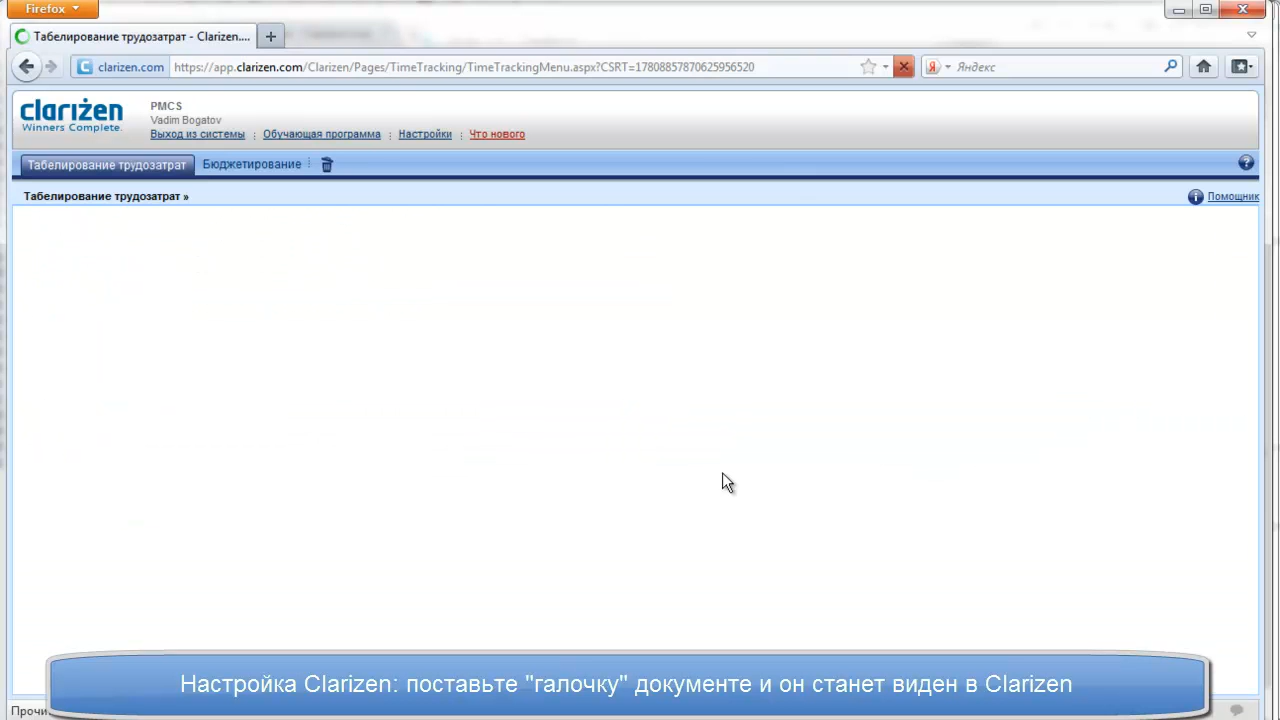 Firefox
Табелирование трудозатрат - Clarizen....
clarizen.com https://app.clarizen.com/Clarizen/Pages/TimeTracking/TimeTrackingMenu.aspx?CSRT=17808857870625956520
Яндекс
clarizen
Winners Complete.
PMCS
Vadim Bogatov
Выход из системы : Обучающая программа : Настройки : Что нового
Табелирование трудозатрат Бюджетирование
Табелирование трудозатрат »
Помощник
Настройка Clarizen: поставьте "галочку" документе и он станет виден в Clarizen